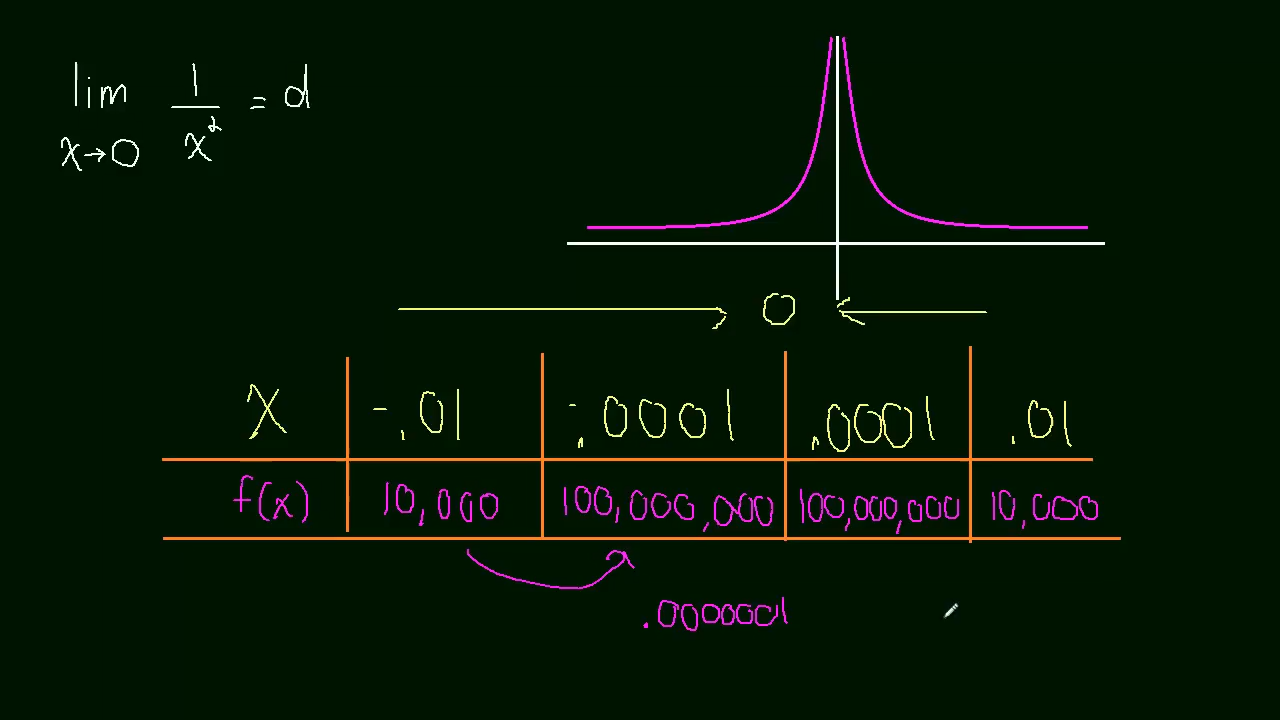 lim 1/x² = d
x→0
0
x -.01 -.0001 .0001 .01
f(x) 10,000 100,000,000 100,000,000 10,000
.0000001